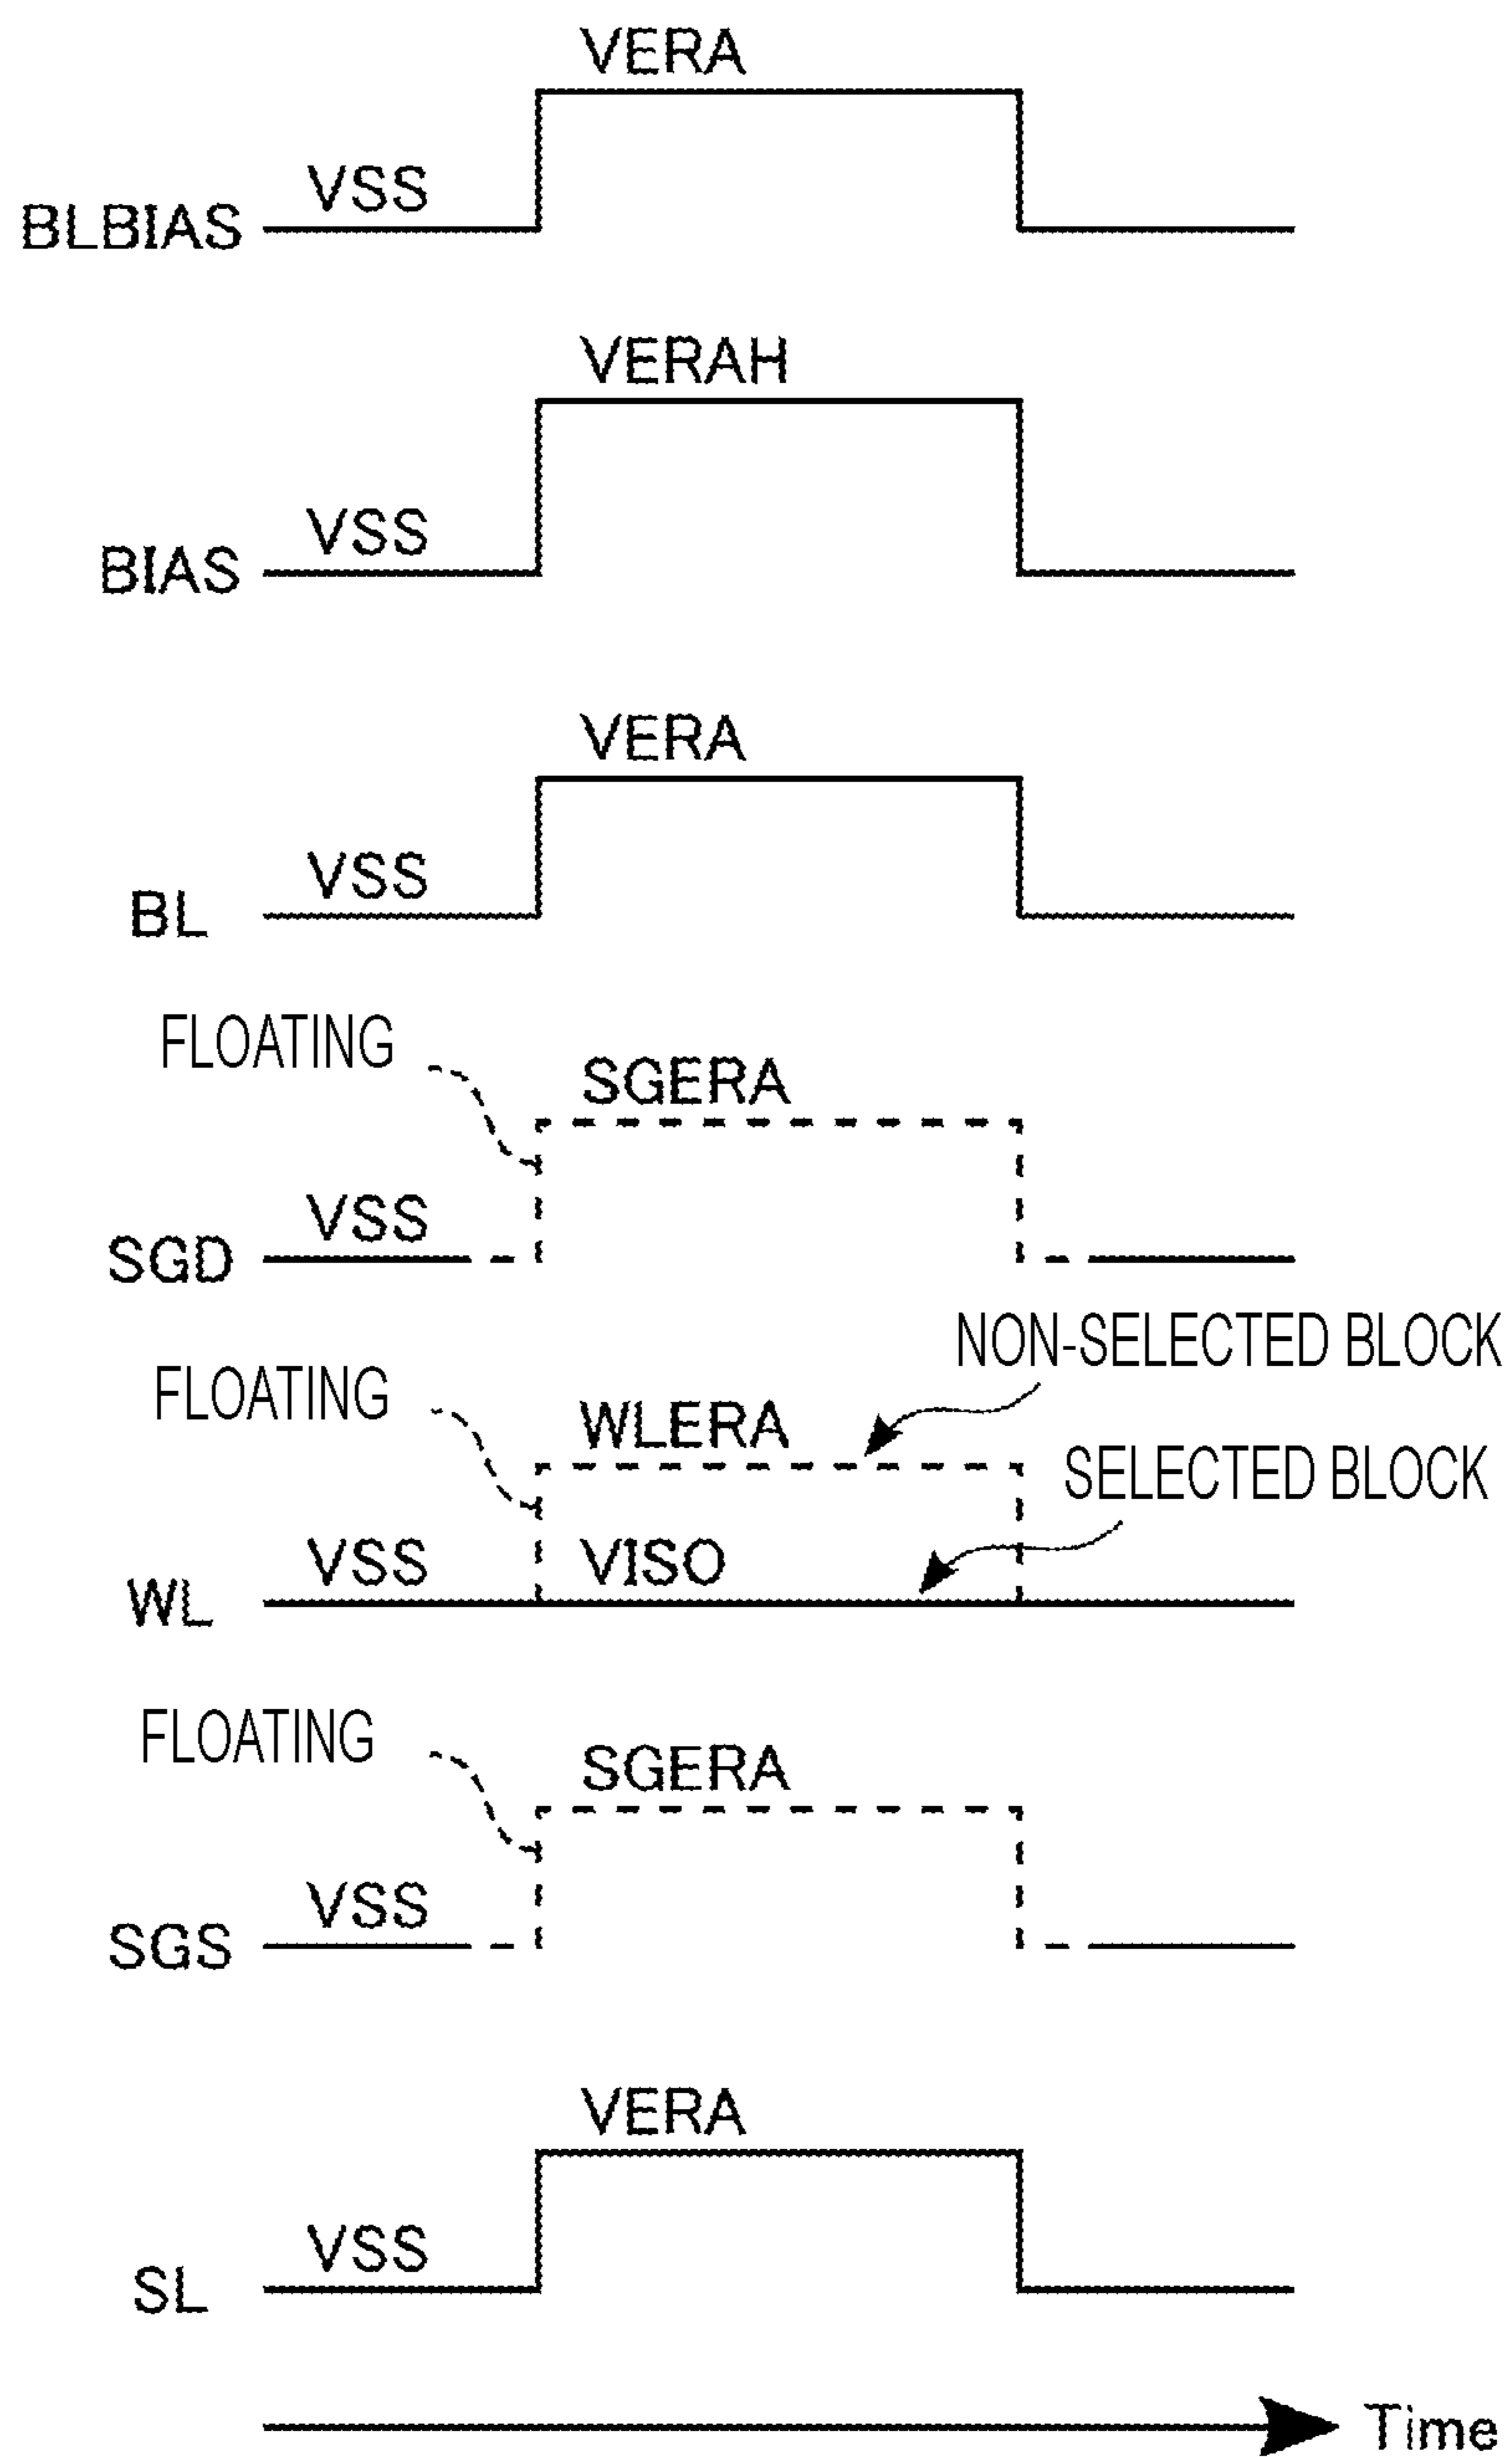 VERA
VSS
BLBIAS
VERAH
VSS
BIAS
VERA
VSS
BL
FLOATING
SGERA
VSS
SGD
NON-SELECTED BLOCK
FLOATING
WLERA
SELECTED BLOCK
VSS
VISO
WL
FLOATING
SGERA
VSS
SGS
VERA
VSS
SL
Time